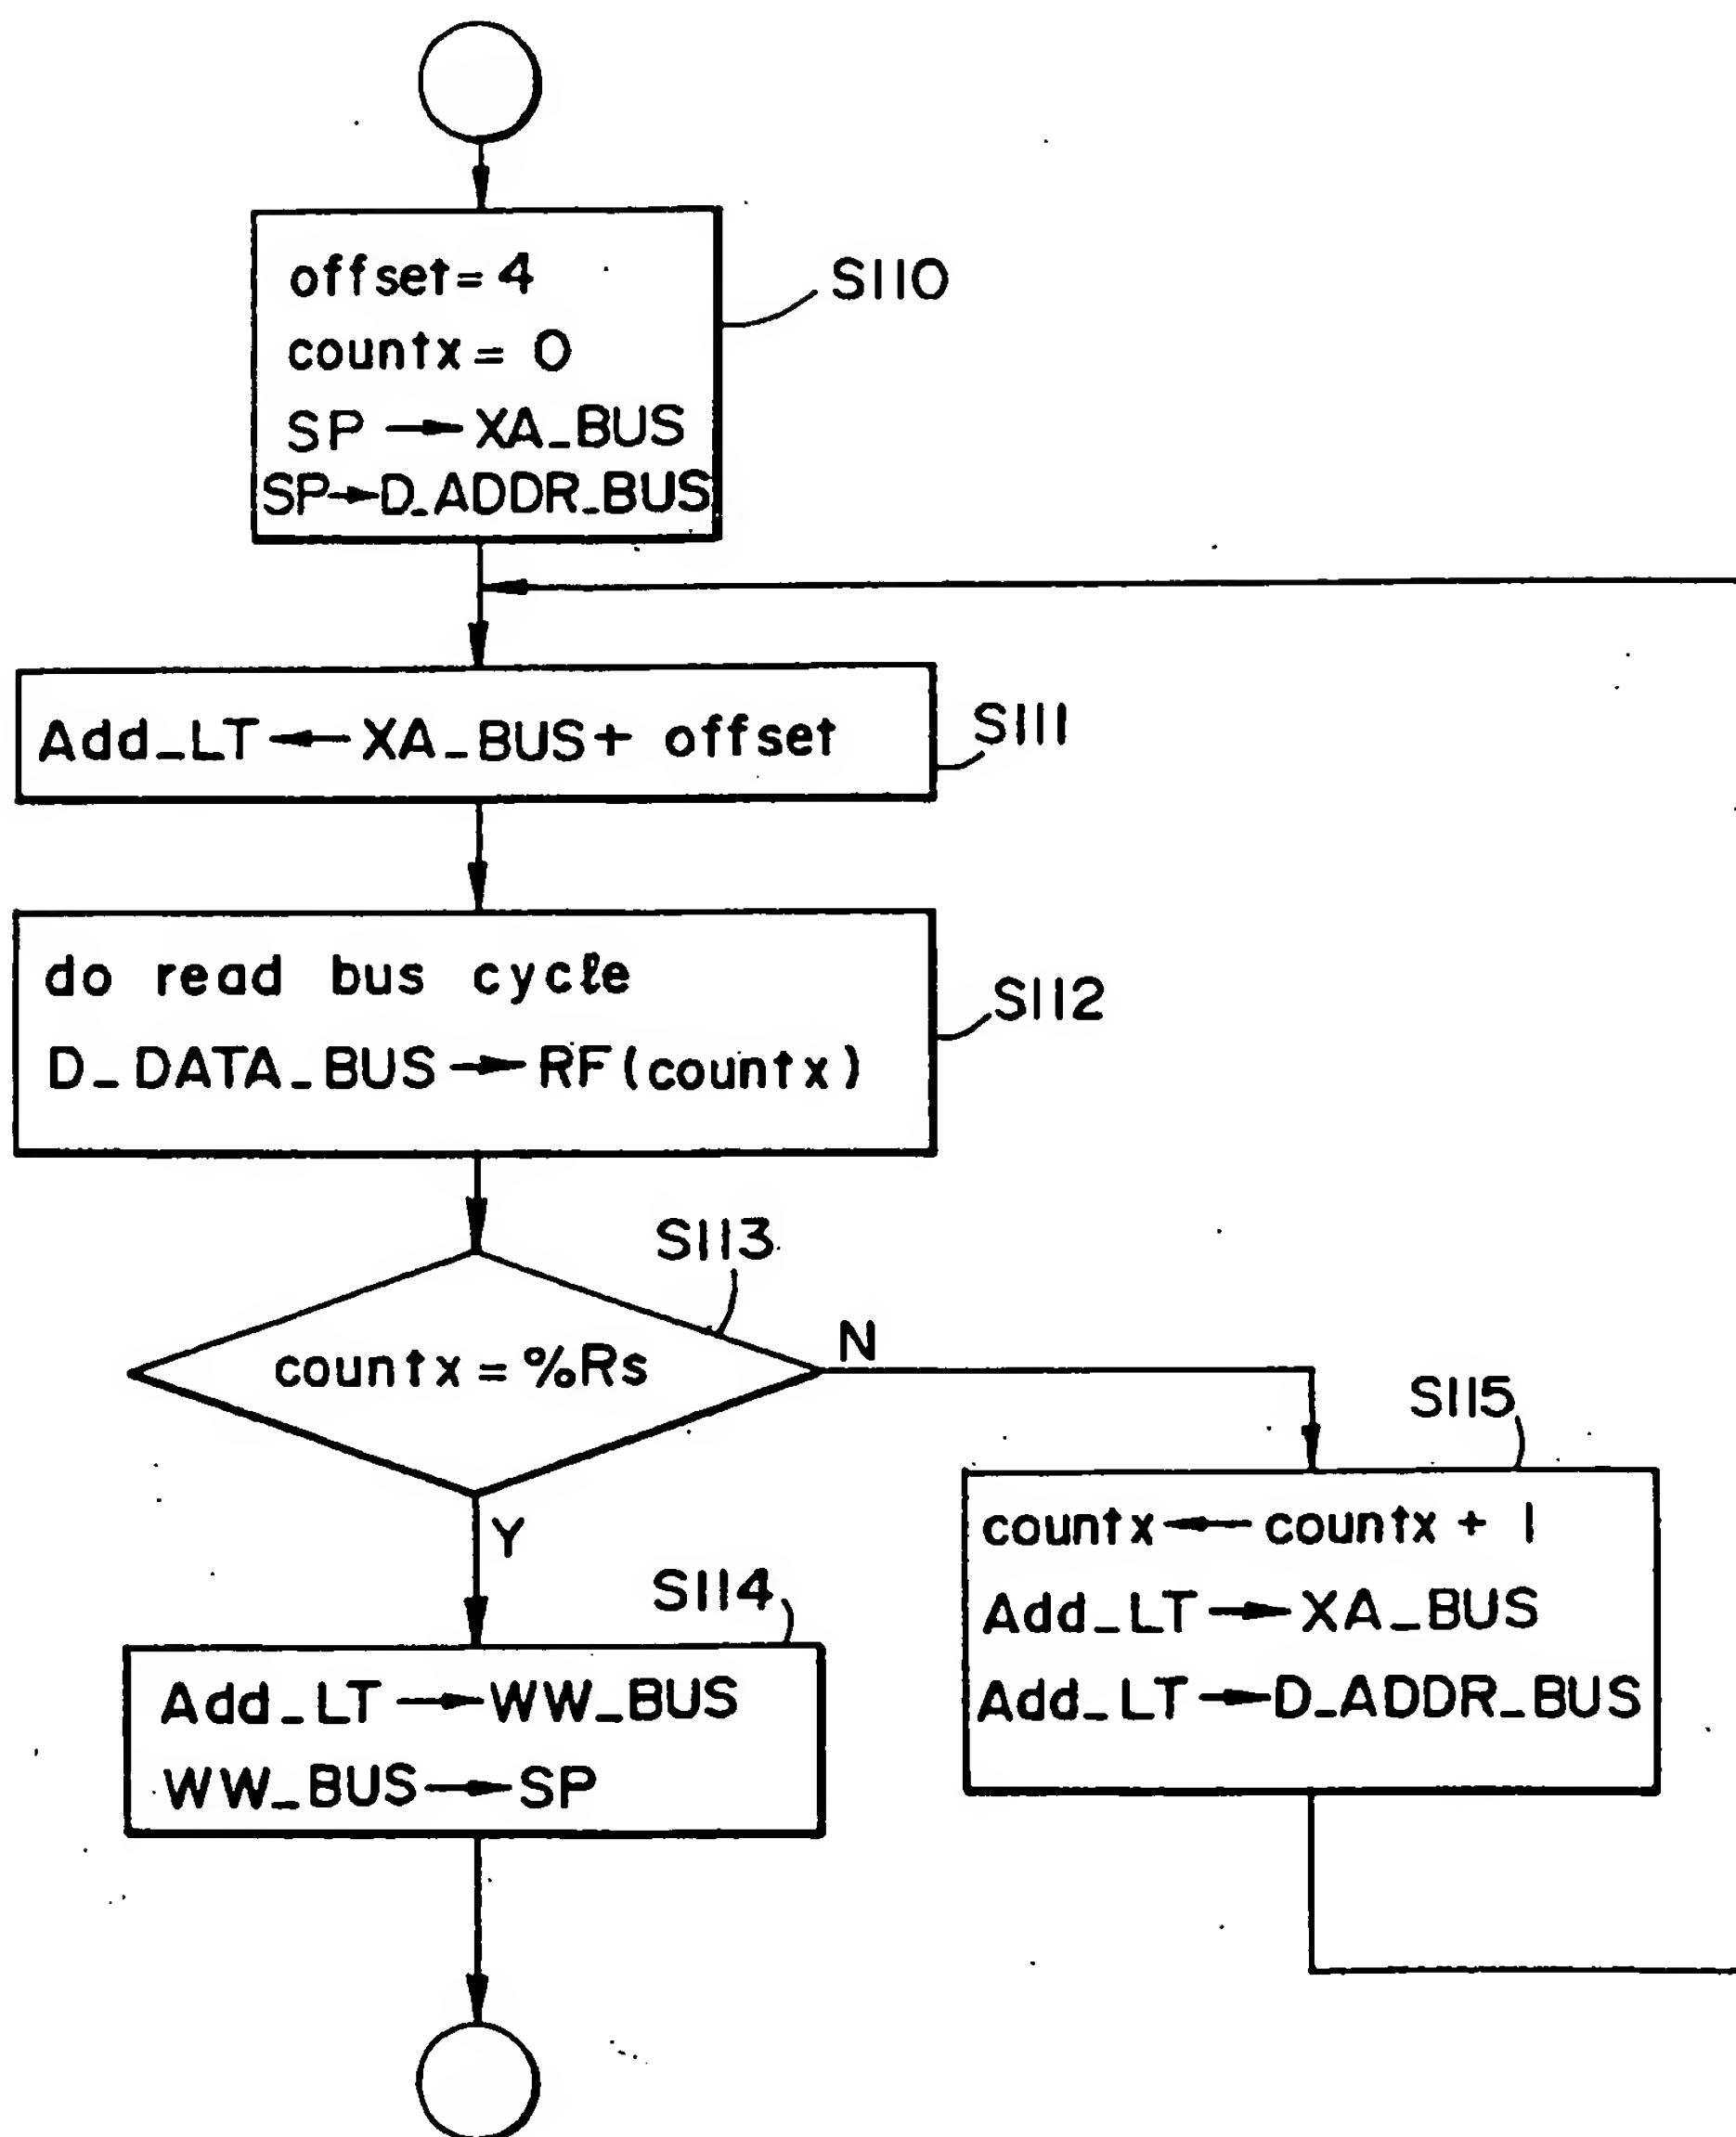 offset= 4
countx = 0
SP → XA_BUS
SP→D_ADDR_BUS
S110
Add_LT ← XA_BUS + offset
S111
do read bus cycle
D_DATA_BUS → RF(countx)
S112
S113
countx = %Rs
N
Y
S115
countx ← countx + 1
Add_LT → XA_BUS
Add_LT → D_ADDR_BUS
S114
Add_LT → WW_BUS
WW_BUS → SP